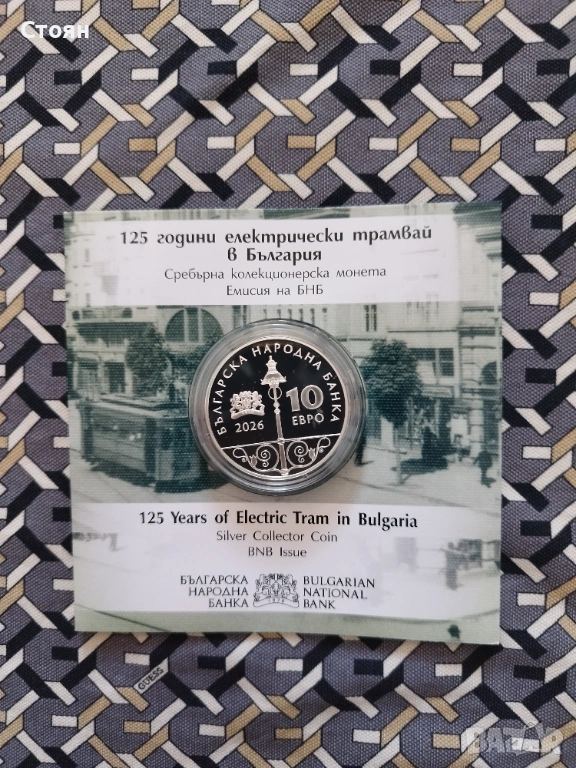 Стоян
125 години електрически трамвай
в България
Сребърна колекционерска монета
Емисия на БНБ
БЪЛГАРСКА НАРОДНА БАНКА
10
ЕВРО
2026
125 Years of Electric Tram in Bulgaria
Silver Collector Coin
BNB Issue
БЪЛГАРСКА
НАРОДНА
БАНКА
BULGARIAN
NATIONAL
BANK
GUESS